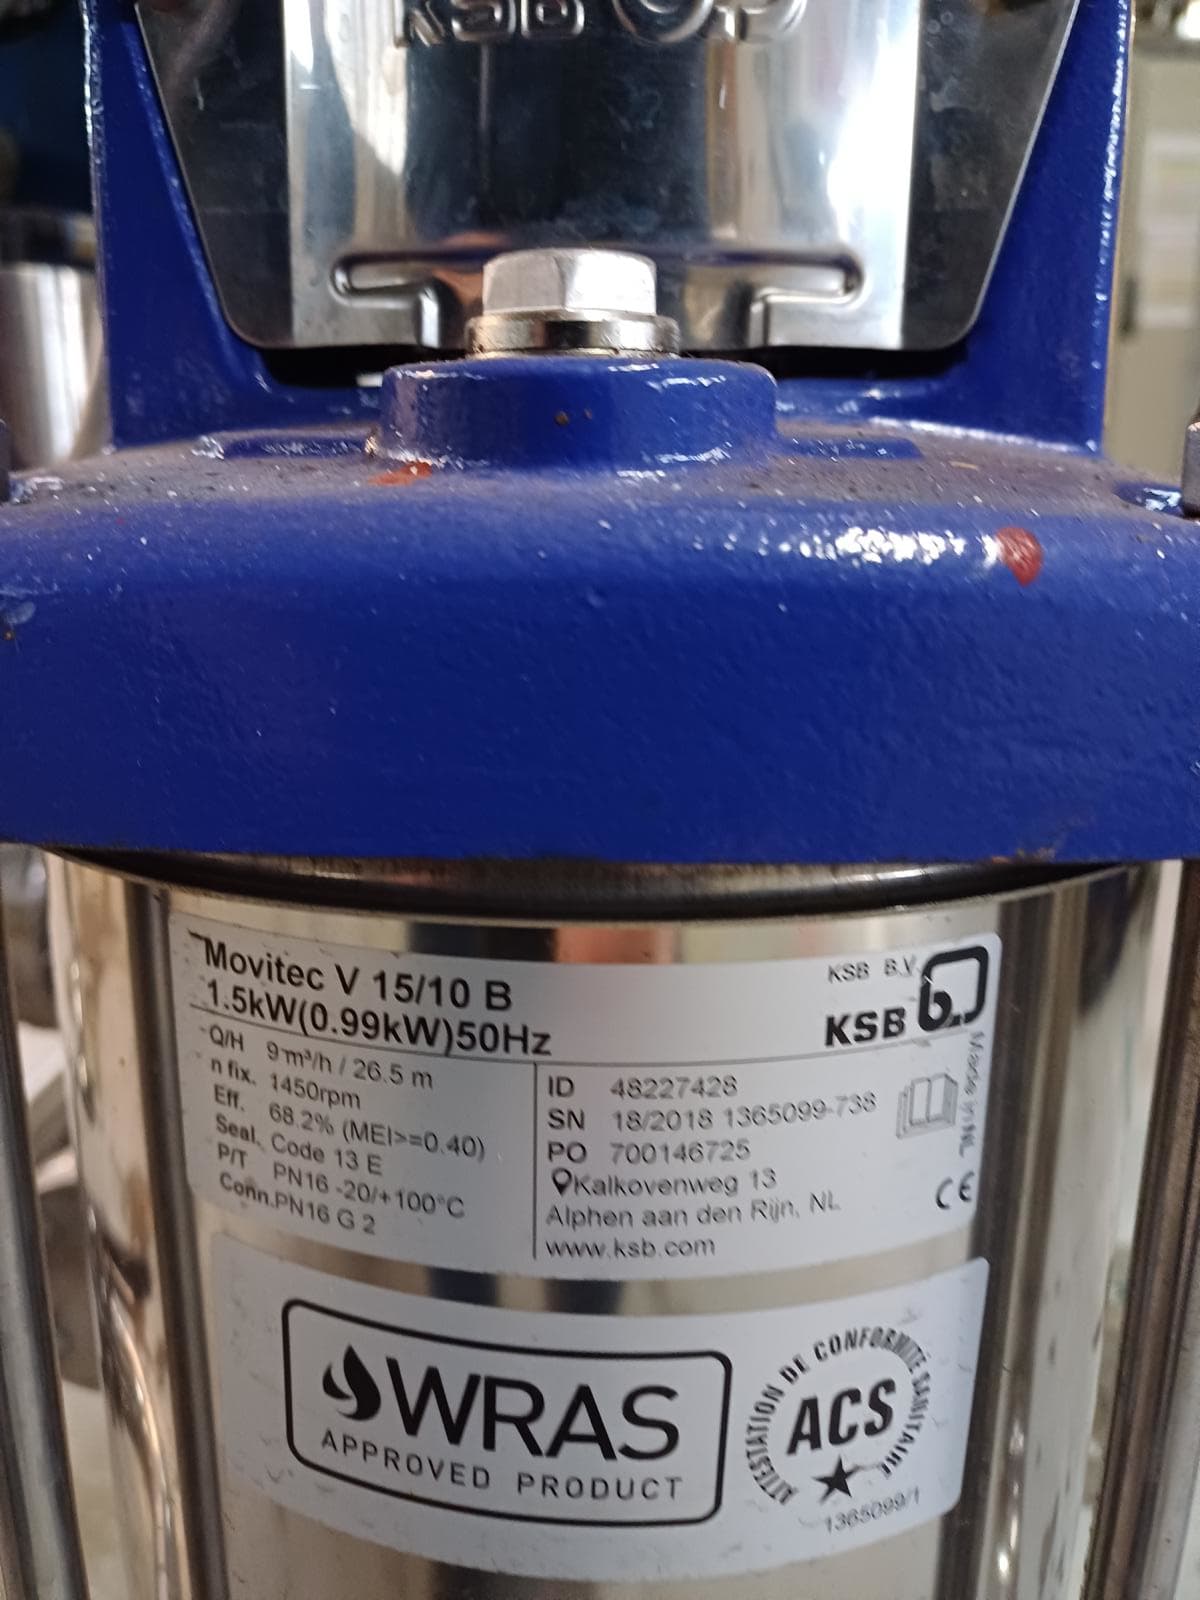 KSB
Movitec V 15/10 B
1.5kW(0.99kW)50Hz
KSB B.V.
KSB
Q/H 9 m³/h / 26.5 m
n fix. 1450rpm
Eff. 68.2% (MEI>=0.40)
Seal. Code 13 E
P/T PN16 -20/+100°C
Conn.PN16 G 2
ID 48227428
SN 18/2018 1365099-738
PO 700146725
Kalkovenweg 13
Alphen aan den Rijn, NL
www.ksb.com
Made in NL
CE
WRAS
APPROVED PRODUCT
ATTESTATION DE CONFORMITÉ SANITAIRE
ACS
1365099/1